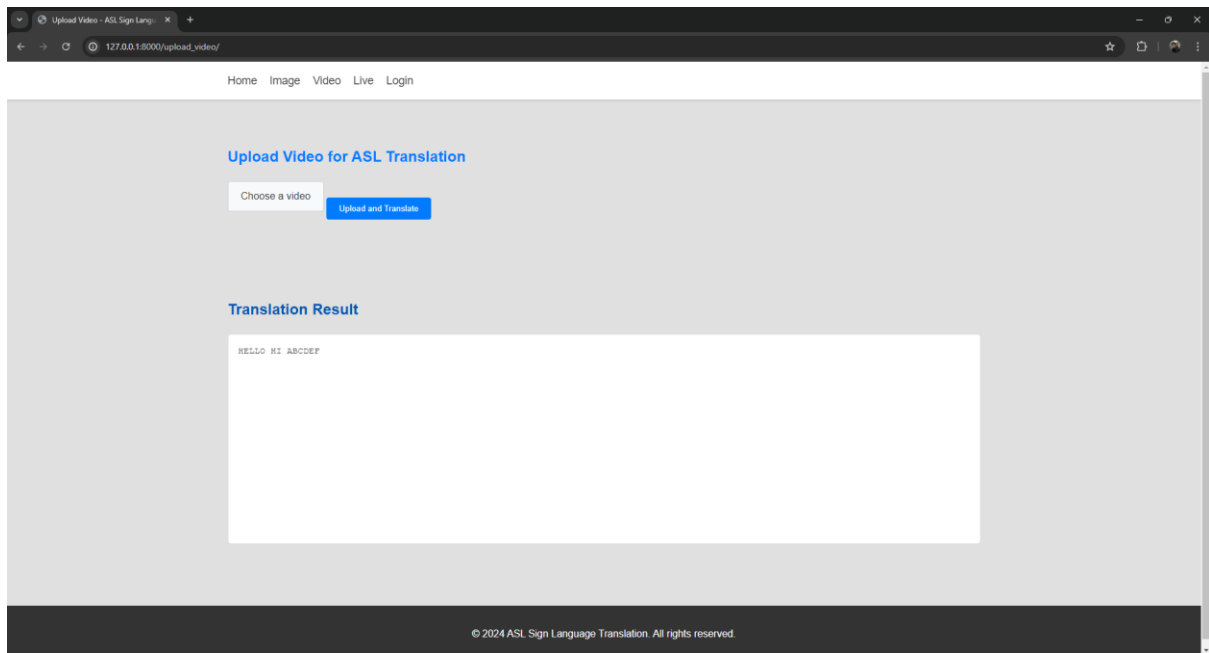 Upload Video - ASL Sign Langu
127.0.0.1:8000/upload_video/
Home Image Video Live Login
Upload Video for ASL Translation
Choose a video
Upload and Translate
Translation Result
HELLO HI ABCDEF
© 2024 ASL Sign Language Translation. All rights reserved.